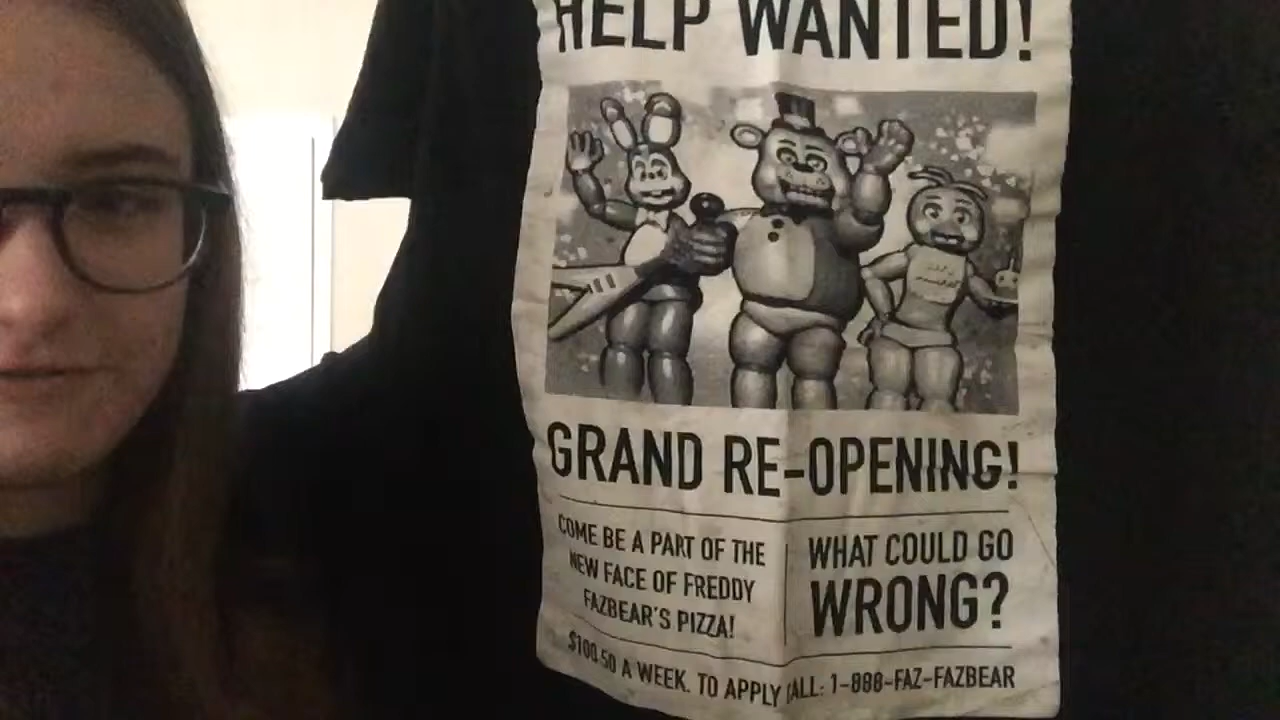 HELP WANTED!
GRAND RE-OPENING!
COME BE A PART OF THE
NEW FACE OF FREDDY
FAZBEAR'S PIZZA!
WHAT COULD GO
WRONG?
$100.50 A WEEK. TO APPLY CALL: 1-888-FAZ-FAZBEAR